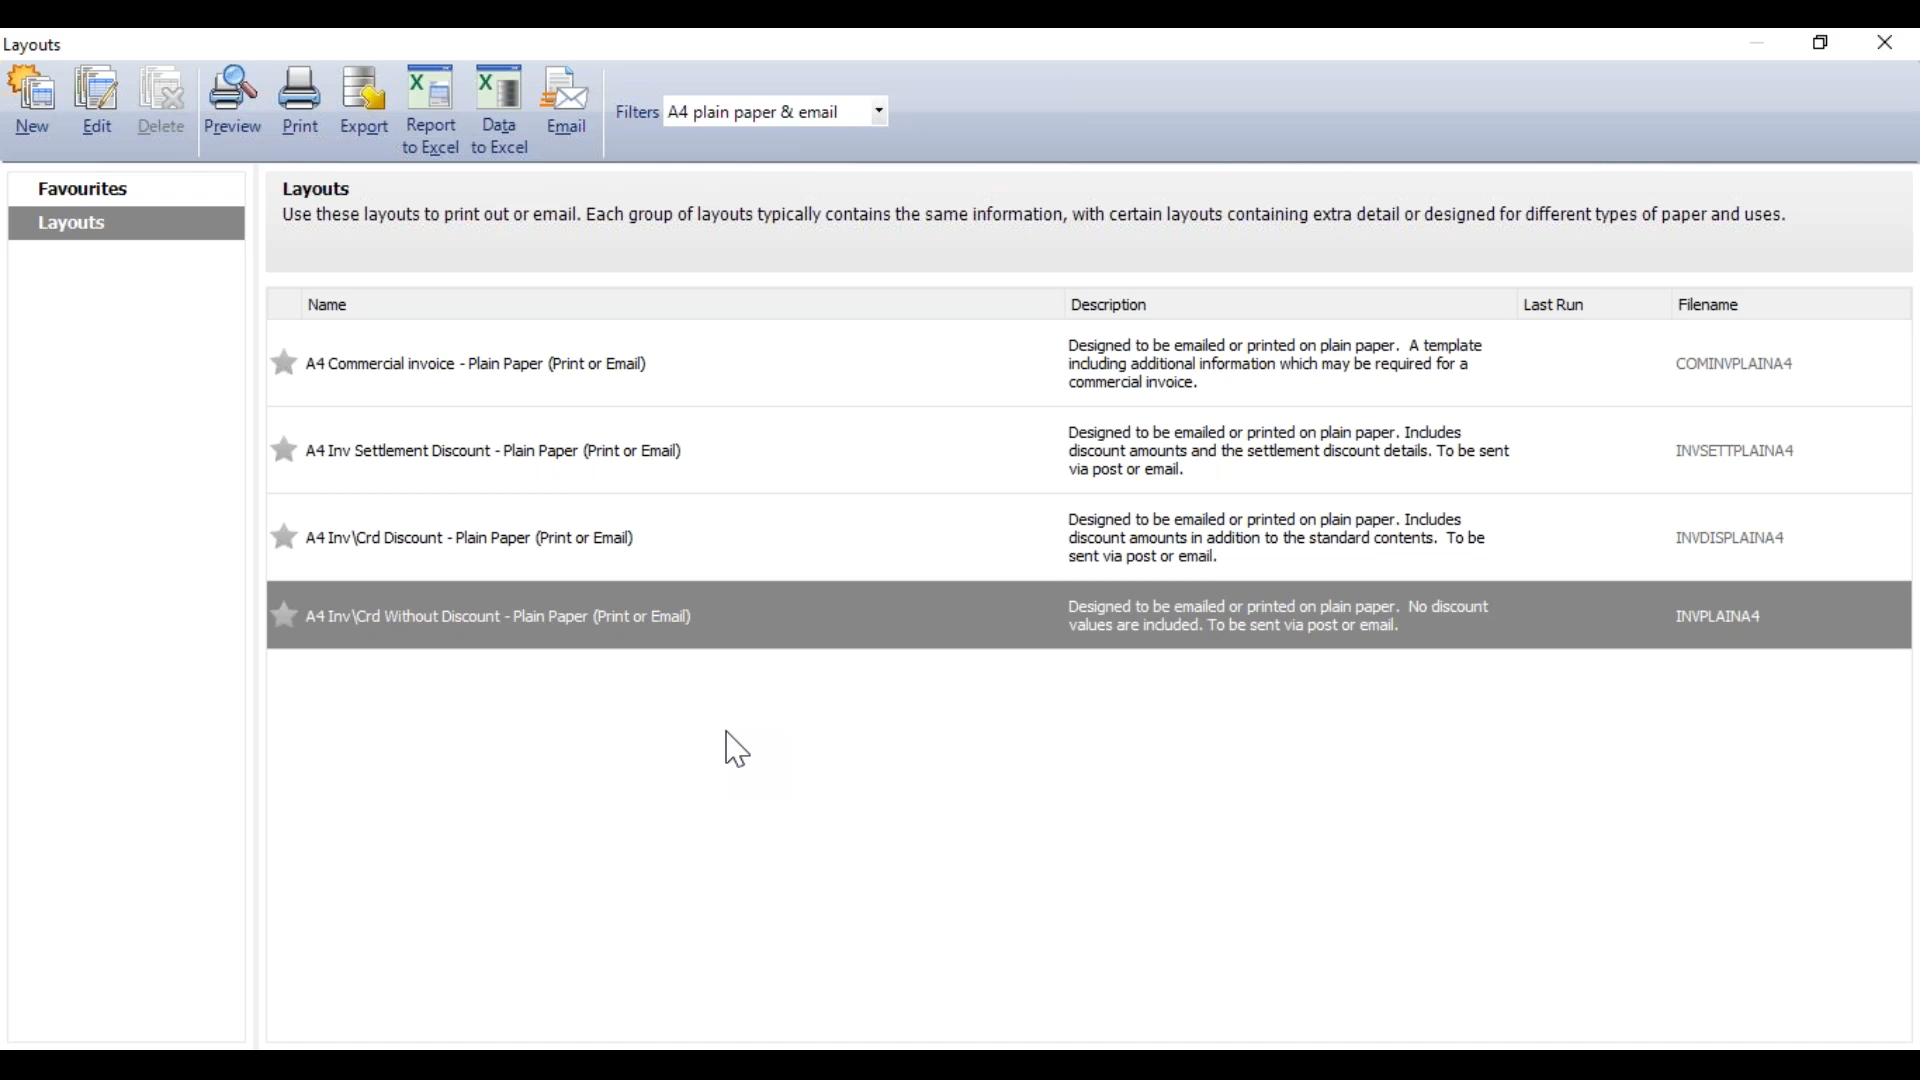 Layouts
New Edit Delete Preview Print Export Report to Excel Data to Excel Email Filters A4 plain paper & email
Favourites
Layouts
Layouts
Use these layouts to print out or email. Each group of layouts typically contains the same information, with certain layouts containing extra detail or designed for different types of paper and uses.
Name Description Last Run Filename
A4 Commercial invoice - Plain Paper (Print or Email)
Designed to be emailed or printed on plain paper. A template
including additional information which may be required for a
commercial invoice.
COMINVPLAINA4
A4 Inv Settlement Discount - Plain Paper (Print or Email)
Designed to be emailed or printed on plain paper. Includes
discount amounts and the settlement discount details. To be sent
via post or email.
INVSETTPLAINA4
A4 Inv\Crd Discount - Plain Paper (Print or Email)
Designed to be emailed or printed on plain paper. Includes
discount amounts in addition to the standard contents. To be
sent via post or email.
INVDISPLAINA4
A4 Inv\Crd Without Discount - Plain Paper (Print or Email)
Designed to be emailed or printed on plain paper. No discount
values are included. To be sent via post or email.
INVPLAINA4